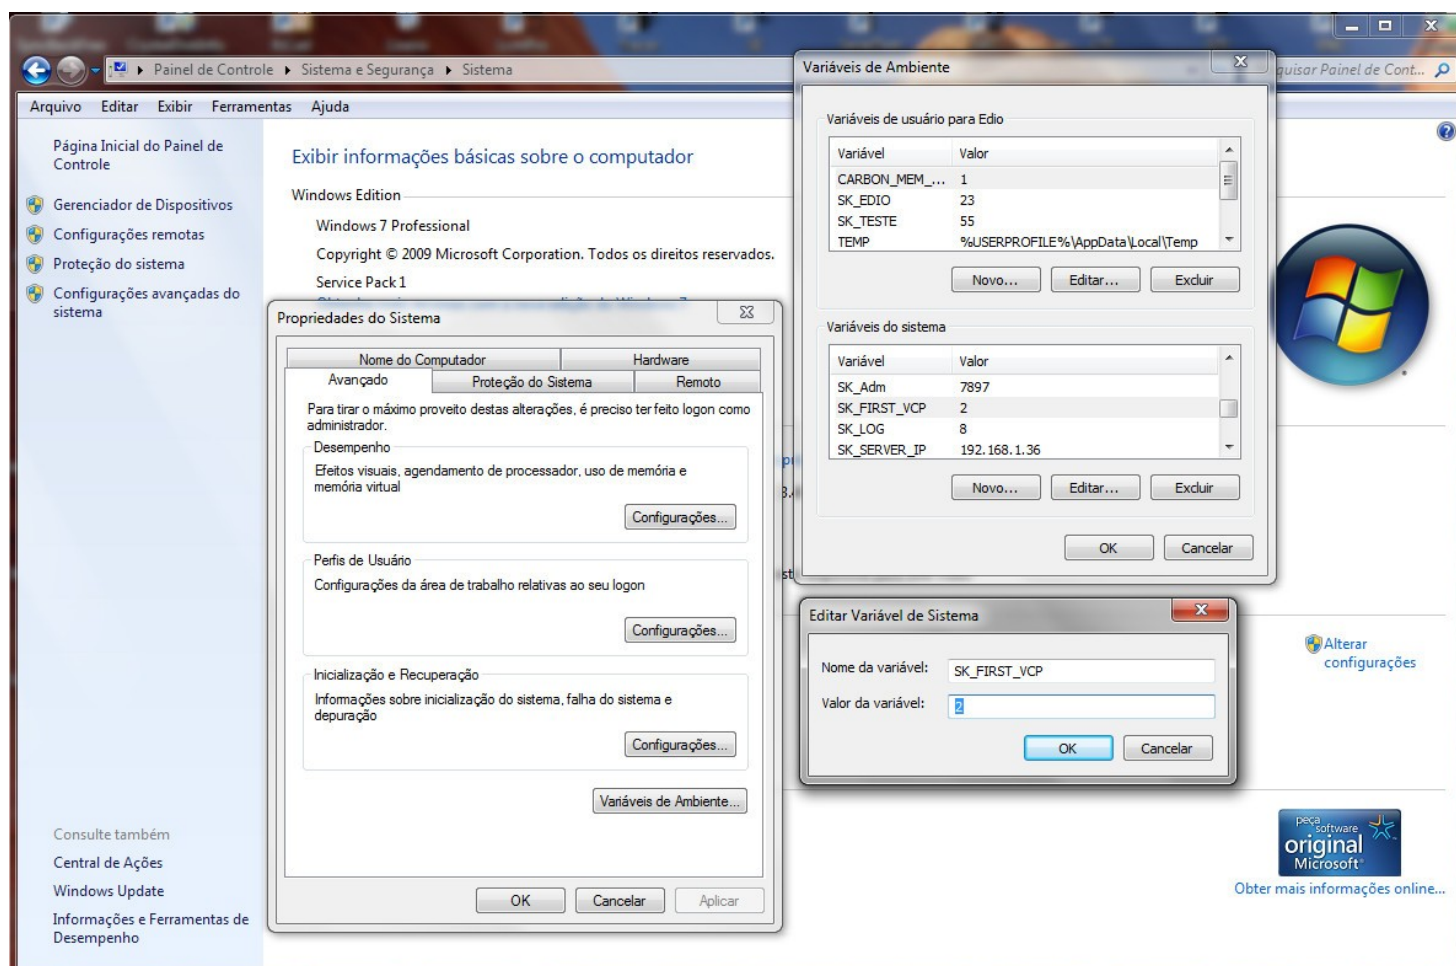 Painel de Controle ▸ Sistema e Segurança ▸ Sistema
quisar Painel de Cont...
Arquivo Editar Exibir Ferramentas Ajuda
Página Inicial do Painel de
Controle
Gerenciador de Dispositivos
Configurações remotas
Proteção do sistema
Configurações avançadas do
sistema
Consulte também
Central de Ações
Windows Update
Informações e Ferramentas de
Desempenho
Exibir informações básicas sobre o computador
Windows Edition
Windows 7 Professional
Copyright © 2009 Microsoft Corporation. Todos os direitos reservados.
Service Pack 1
Propriedades do Sistema
Nome do Computador Hardware
Avançado Proteção do Sistema Remoto
Para tirar o máximo proveito destas alterações, é preciso ter feito logon como
administrador.
Desempenho
Efeitos visuais, agendamento de processador, uso de memória e
memória virtual
Configurações...
Perfis de Usuário
Configurações da área de trabalho relativas ao seu logon
Configurações...
Inicialização e Recuperação
Informações sobre inicialização do sistema, falha do sistema e
depuração
Configurações...
Variáveis de Ambiente...
OK Cancelar Aplicar
Variáveis de Ambiente
Variáveis de usuário para Edio
Variável Valor
CARBON_MEM_... 1
SK_EDIO 23
SK_TESTE 55
TEMP %USERPROFILE%\AppData\Local\Temp
Novo... Editar... Excluir
Variáveis do sistema
Variável Valor
SK_Adm 7897
SK_FIRST_VCP 2
SK_LOG 8
SK_SERVER_IP 192.168.1.36
Novo... Editar... Excluir
OK Cancelar
Editar Variável de Sistema
Nome da variável: SK_FIRST_VCP
Valor da variável: 2
OK Cancelar
Alterar
configurações
peça
software
original
Microsoft
Obter mais informações online...